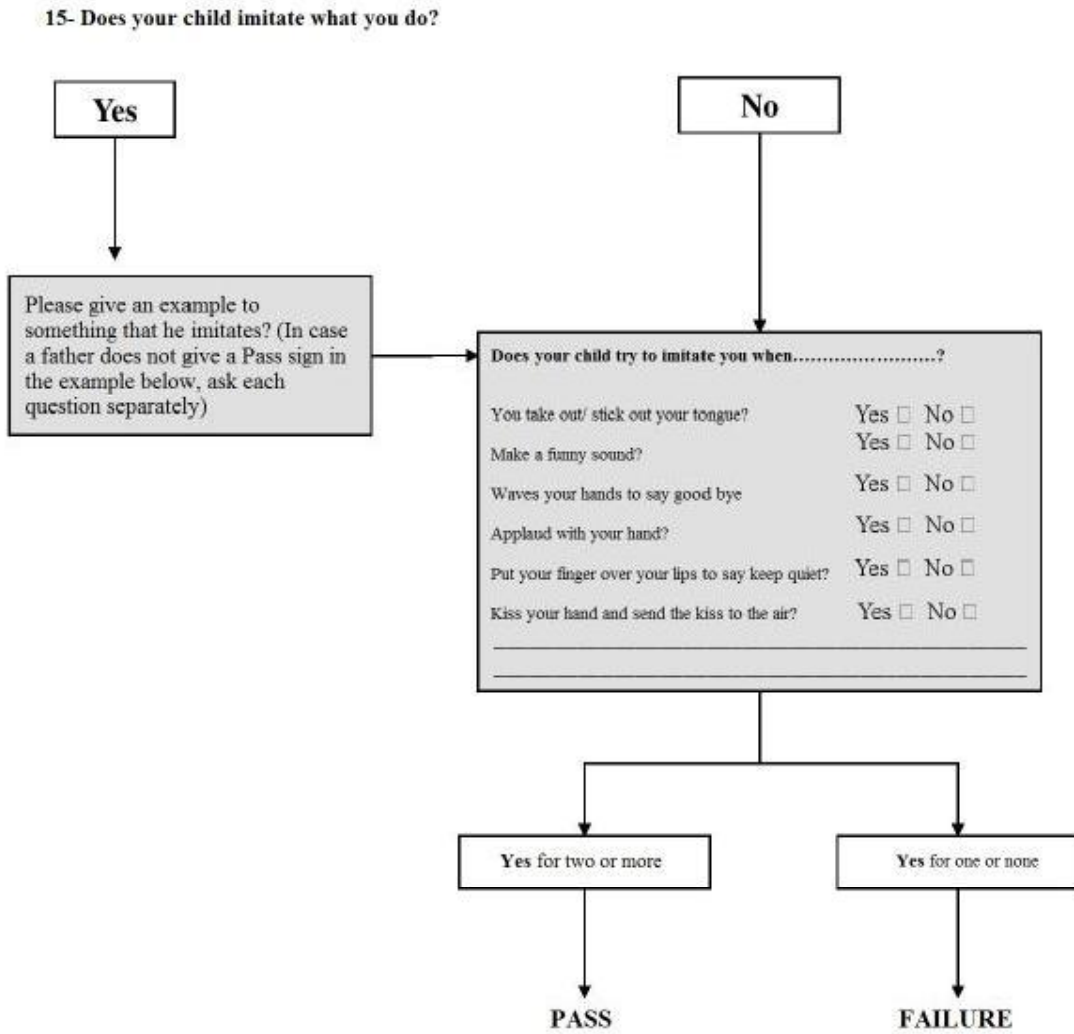 15- Does your child imitate what you do?
Yes
No
Please give an example to
something that he imitates? (In case
a father does not give a Pass sign in
the example below, ask each
question separately)
Does your child try to imitate you when........................?
You take out/ stick out your tongue? Yes □ No □
Make a funny sound? Yes □ No □
Waves your hands to say good bye Yes □ No □
Applaud with your hand? Yes □ No □
Put your finger over your lips to say keep quiet? Yes □ No □
Kiss your hand and send the kiss to the air? Yes □ No □
Yes for two or more
Yes for one or none
PASS
FAILURE